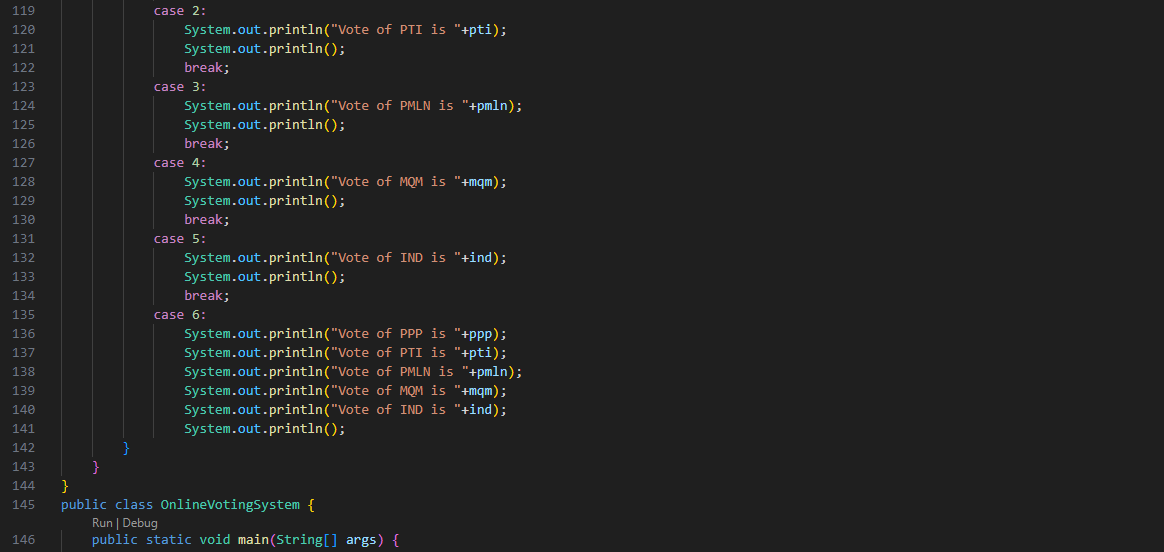 119 case 2:
120 System.out.println("Vote of PTI is "+pti);
121 System.out.println();
122 break;
123 case 3:
124 System.out.println("Vote of PMLN is "+pmln);
125 System.out.println();
126 break;
127 case 4:
128 System.out.println("Vote of MQM is "+mqm);
129 System.out.println();
130 break;
131 case 5:
132 System.out.println("Vote of IND is "+ind);
133 System.out.println();
134 break;
135 case 6:
136 System.out.println("Vote of PPP is "+ppp);
137 System.out.println("Vote of PTI is "+pti);
138 System.out.println("Vote of PMLN is "+pmln);
139 System.out.println("Vote of MQM is "+mqm);
140 System.out.println("Vote of IND is "+ind);
141 System.out.println();
142 }
143 }
144 }
145 public class OnlineVotingSystem {
Run | Debug
146 public static void main(String[] args) {